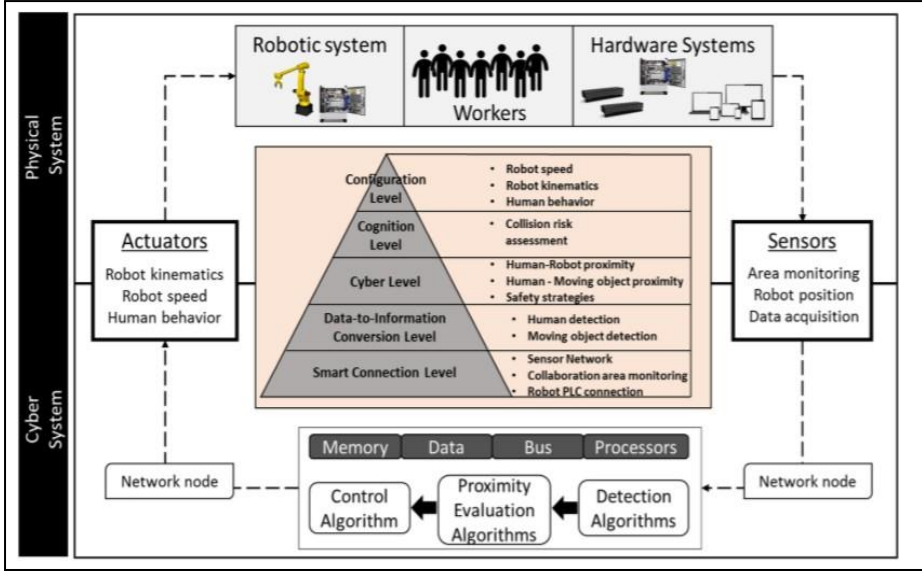 Physical
System
Cyber
System
Robotic system
Workers
Hardware Systems
Actuators
Robot kinematics
Robot speed
Human behavior
Configuration
Level
• Robot speed
• Robot kinematics
• Human behavior
Cognition
Level
• Collision risk
assessment
Cyber Level
• Human-Robot proximity
• Human - Moving object proximity
• Safety strategies
Data-to-Information
Conversion Level
• Human detection
• Moving object detection
Smart Connection Level
• Sensor Network
• Collaboration area monitoring
• Robot PLC connection
Sensors
Area monitoring
Robot position
Data acquisition
Network node
Memory
Data
Bus
Processors
Control
Algorithm
Proximity
Evaluation
Algorithms
Detection
Algorithms
Network node